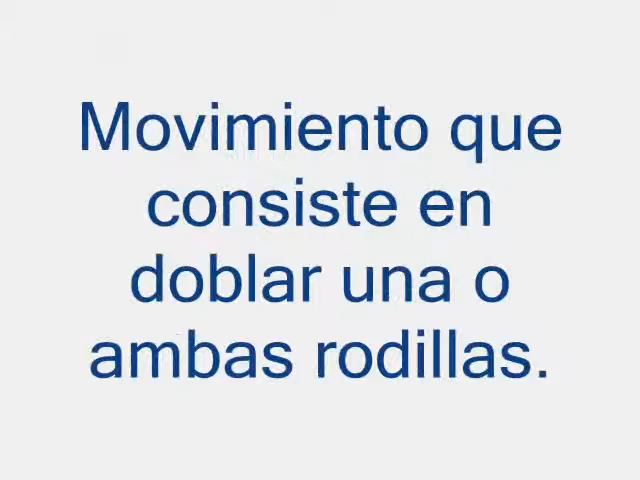 Movimiento que
consiste en
doblar una o
ambas rodillas.